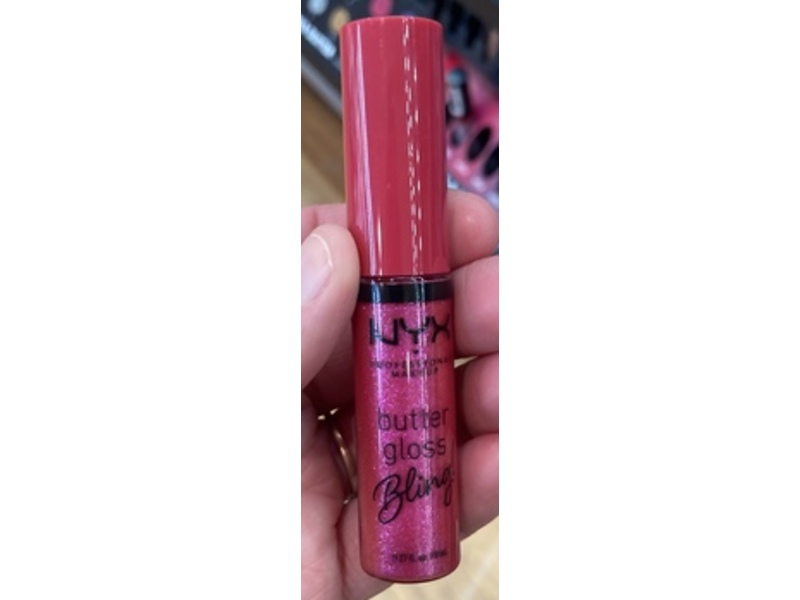 NYX
PROFESSIONAL
MAKEUP
butter
gloss
Bling